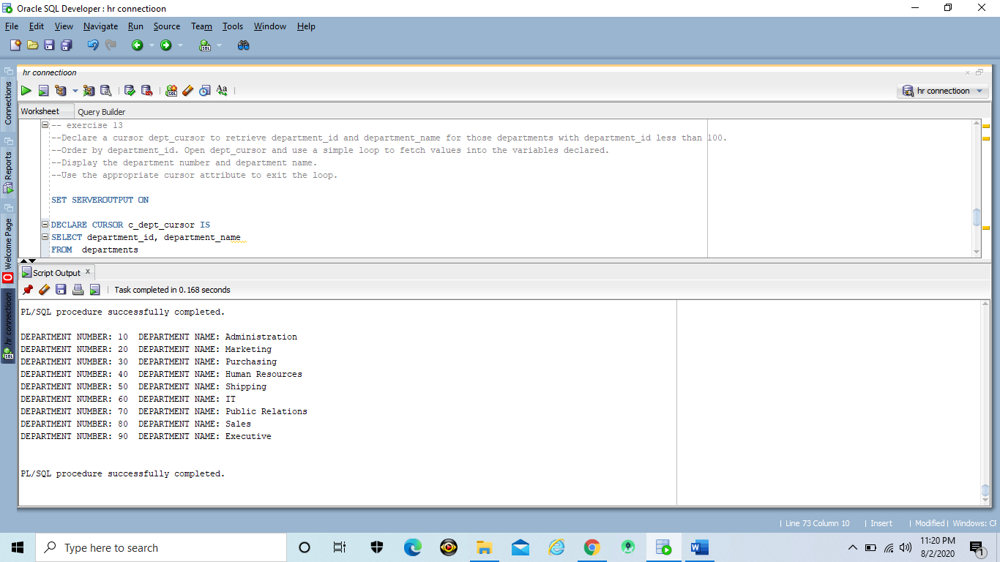 Oracle SQL Developer : hr connectioon
File Edit View Navigate Run Source Team Tools Window Help
hr connectioon
hr connectioon
Worksheet Query Builder
Connections
Reports
Welcome Page
hr connectioon
-- exercise 13
--Declare a cursor dept_cursor to retrieve department_id and department_name for those departments with department_id less than 100.
--Order by department_id. Open dept_cursor and use a simple loop to fetch values into the variables declared.
--Display the department number and department name.
--Use the appropriate cursor attribute to exit the loop.
SET SERVEROUTPUT ON
DECLARE CURSOR c_dept_cursor IS
SELECT department_id, department_name
FROM departments
Script Output x
Task completed in 0.168 seconds
PL/SQL procedure successfully completed.
DEPARTMENT NUMBER: 10 DEPARTMENT NAME: Administration
DEPARTMENT NUMBER: 20 DEPARTMENT NAME: Marketing
DEPARTMENT NUMBER: 30 DEPARTMENT NAME: Purchasing
DEPARTMENT NUMBER: 40 DEPARTMENT NAME: Human Resources
DEPARTMENT NUMBER: 50 DEPARTMENT NAME: Shipping
DEPARTMENT NUMBER: 60 DEPARTMENT NAME: IT
DEPARTMENT NUMBER: 70 DEPARTMENT NAME: Public Relations
DEPARTMENT NUMBER: 80 DEPARTMENT NAME: Sales
DEPARTMENT NUMBER: 90 DEPARTMENT NAME: Executive
PL/SQL procedure successfully completed.
| Line 73 Column 10 | Insert | Modified | Windows: CF
Type here to search
11:20 PM
8/2/2020
1